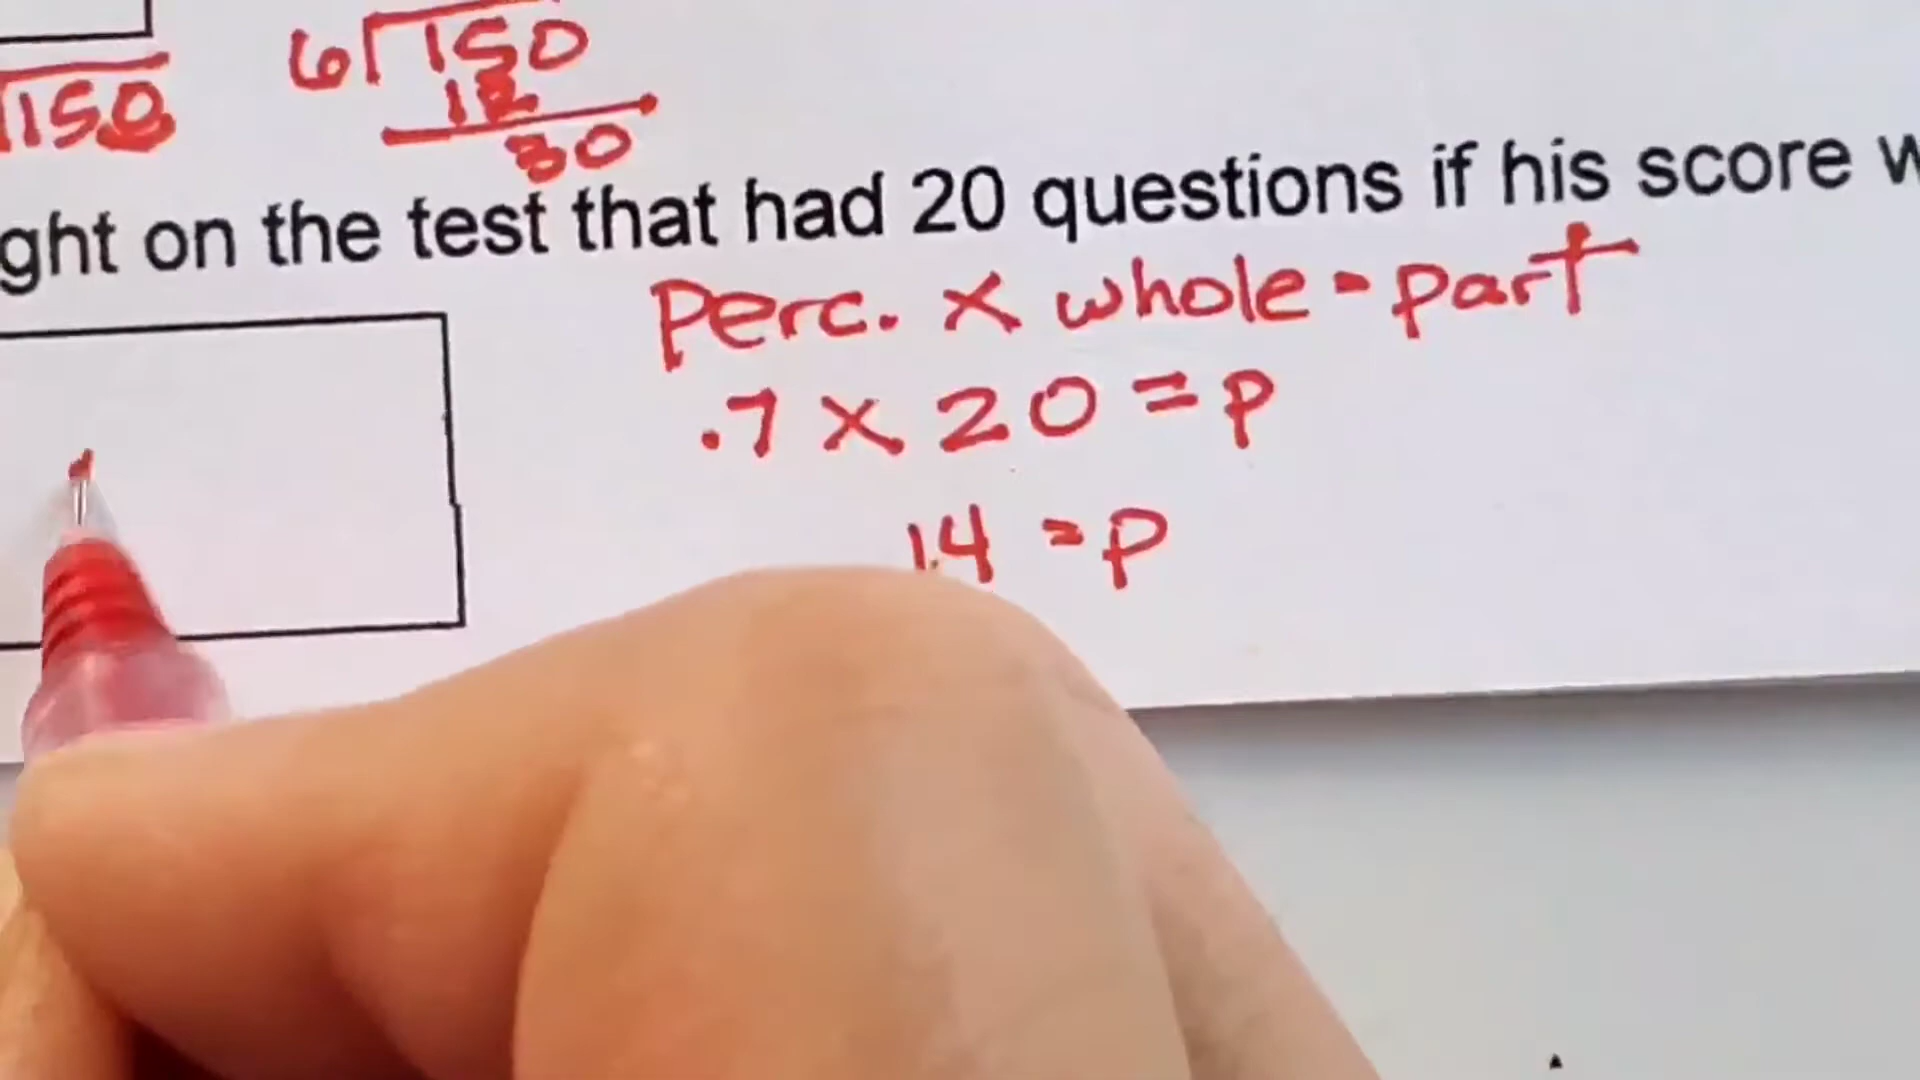 6 150
150 12
30
ght on the test that had 20 questions if his score w
Perc. x whole = part
.7 x 20 = P
14 = P